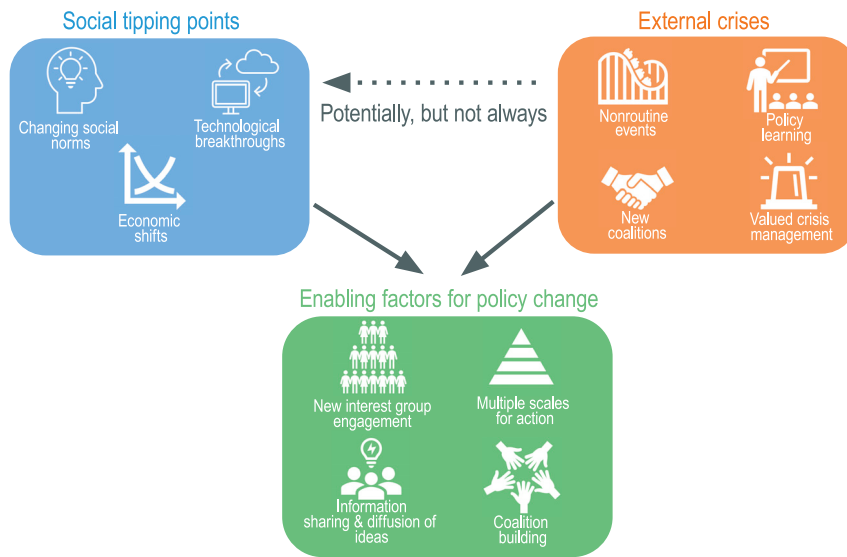 Social tipping points
External crises
Changing social
norms
Technological
breakthroughs
Economic
shifts
Potentially, but not always
Nonroutine
events
Policy
learning
New
coalitions
Valued crisis
management
Enabling factors for policy change
New interest group
engagement
Multiple scales
for action
Information
sharing & diffusion of
ideas
Coalition
building